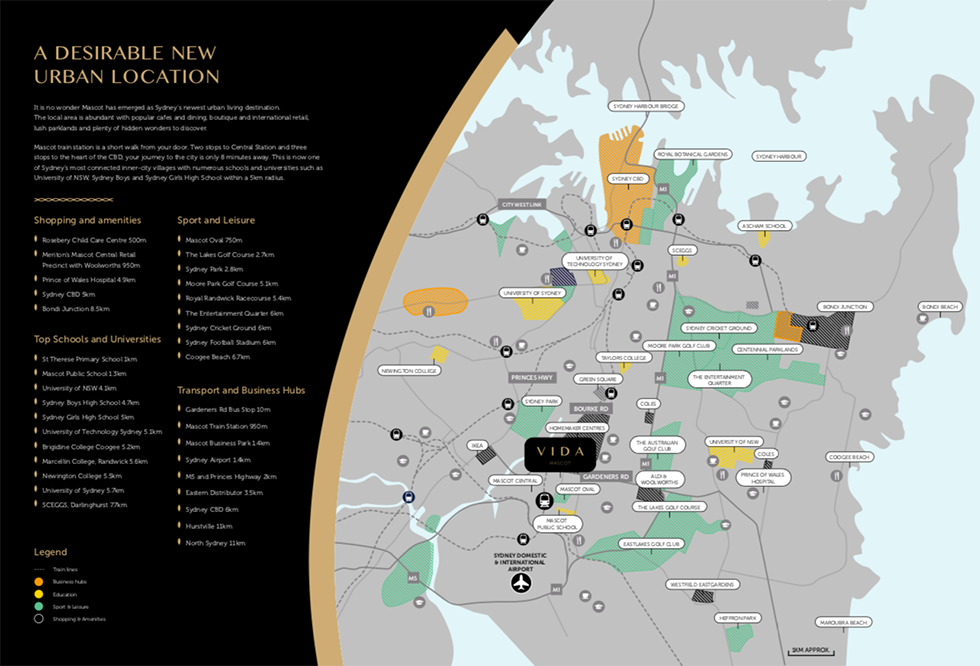 A DESIRABLE NEW
URBAN LOCATION
It is no wonder Mascot has emerged as Sydney's newest urban living destination.
The local area is abundant with popular cafes and dining, boutique and international retail,
lush parklands and plenty of hidden wonders to discover.
Mascot train station is a short walk from your door. Two stops to Central Station and three
stops to the heart of the CBD, your journey to the city is only 8 minutes away. This is now one
of Sydney's most connected inner-city villages with numerous schools and universities such as
University of NSW, Sydney Boys and Sydney Girls High School within a 5km radius.
Shopping and amenities
Rosebery Child Care Centre 500m
Meriton's Mascot Central Retail
Precinct with Woolworths 950m
Prince of Wales Hospital 4.9km
Sydney CBD 5km
Bondi Junction 8.5km
Top Schools and Universities
St Therese Primary School 1km
Mascot Public School 1.3km
University of NSW 4.1km
Sydney Boys High School 4.7km
Sydney Girls High School 5km
University of Technology Sydney 5.1km
Brigidine College Coogee 5.2km
Marcellin College, Randwick 5.6km
Newington College 5.5km
University of Sydney 5.7km
SCEGGS, Darlinghurst 7.7km
Sport and Leisure
Mascot Oval 750m
The Lakes Golf Course 2.7km
Sydney Park 2.8km
Moore Park Golf Course 5.1km
Royal Randwick Racecourse 5.4km
The Entertainment Quarter 6km
Sydney Cricket Ground 6km
Sydney Football Stadium 6km
Coogee Beach 6.7km
Transport and Business Hubs
Gardeners Rd Bus Stop 10m
Mascot Train Station 950m
Mascot Business Park 1.4km
Sydney Airport 1.4km
M5 and Princes Highway 2km
Eastern Distributor 3.5km
Sydney CBD 6km
Hurstville 11km
North Sydney 11km
Legend
Train lines
Business hubs
Education
Sport & leisure
Shopping & Amenities
SYDNEY HARBOUR BRIDGE
ROYAL BOTANICAL GARDENS
SYDNEY HARBOUR
SYDNEY CBD
M1
CITY WEST LINK
ASCHAM SCHOOL
SCEGGS
UNIVERSITY OF
TECHNOLOGY SYDNEY
M1
UNIVERSITY OF SYDNEY
BONDI JUNCTION
BONDI BEACH
SYDNEY CRICKET GROUND
MOORE PARK GOLF CLUB
CENTENNIAL PARKLANDS
TAYLORS COLLEGE
NEWINGTON COLLEGE
PRINCES HWY
GREEN SQUARE
M1
THE ENTERTAINMENT
QUARTER
SYDNEY PARK
BOURKE RD
COLES
HOMEMAKER CENTRES
IKEA
VIDA
MASCOT
THE AUSTRALIAN
GOLF CLUB
UNIVERSITY OF NSW
COLES
COOGEE BEACH
M1
GARDENERS RD
MASCOT CENTRAL
ALDI &
WOOLWORTHS
PRINCE OF WALES
HOSPITAL
MASCOT OVAL
THE LAKES GOLF COURSE
MASCOT
PUBLIC SCHOOL
EASTLAKES GOLF CLUB
SYDNEY DOMESTIC
& INTERNATIONAL
AIRPORT
M5
M1
WESTFIELD EASTGARDENS
HEFFRON PARK
MAROUBRA BEACH
1KM APPROX.